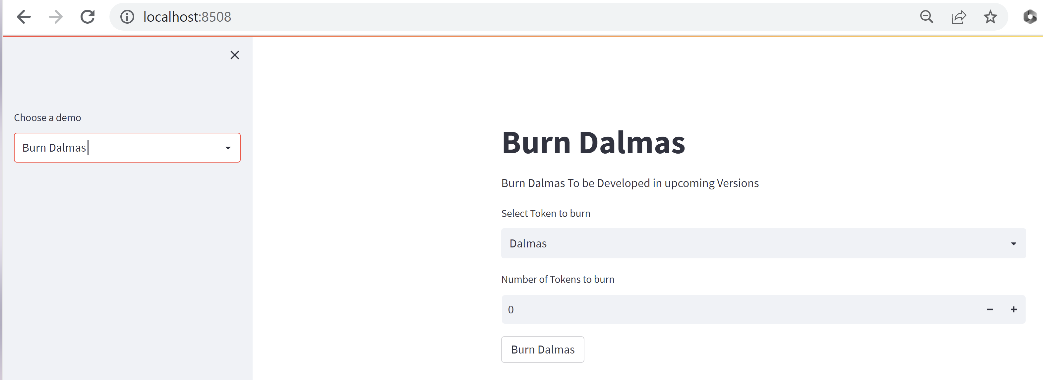 localhost:8508
Choose a demo
Burn Dalmas
Burn Dalmas
Burn Dalmas To be Developed in upcoming Versions
Select Token to burn
Dalmas
Number of Tokens to burn
0
Burn Dalmas